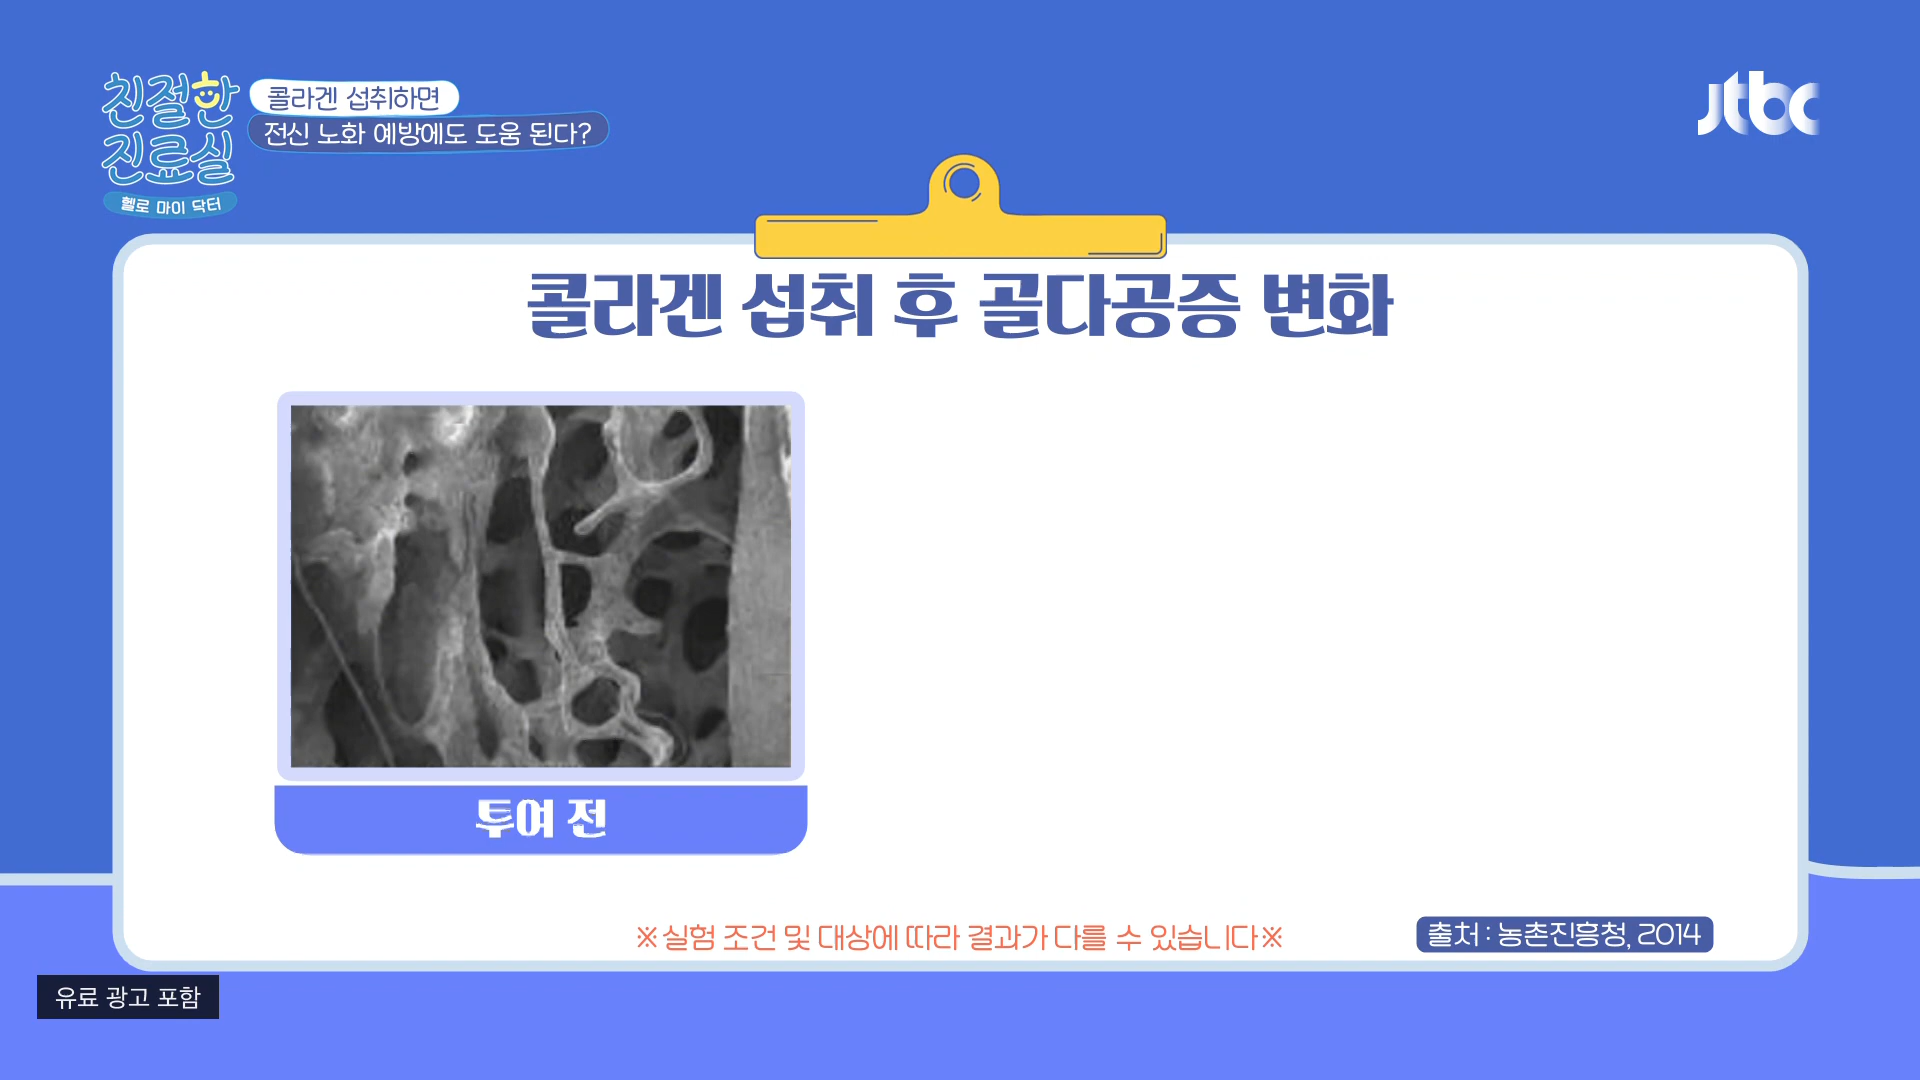 친절한
진료실
헬로 마이 닥터
콜라겐 섭취하면
전신 노화 예방에도 도움 된다?
jtbc
콜라겐 섭취 후 골다공증 변화
투여 전
※실험 조건 및 대상에 따라 결과가 다를 수 있습니다※
출처 : 농촌진흥청, 2014
유료 광고 포함